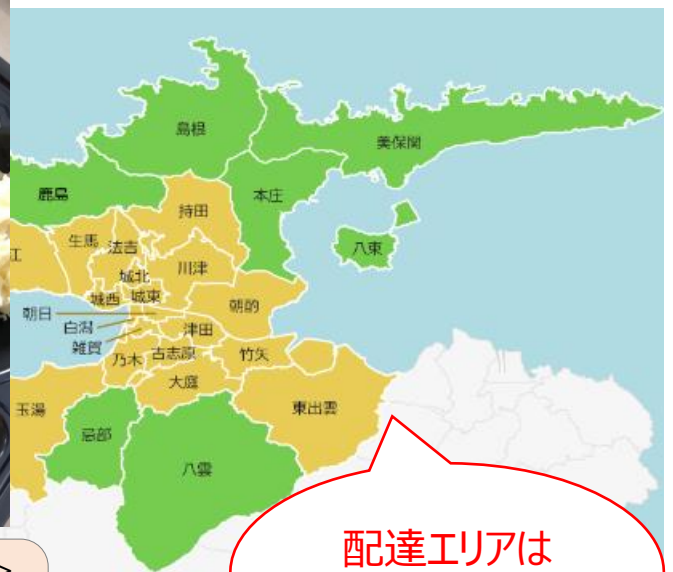 島根
美保関
鹿島
本庄
持田
生馬
法吉
八束
江
川津
城北
城西
城東
朝酌
朝日
白潟
津田
雑賀
乃木
古志原
竹矢
大庭
玉湯
東出雲
忌部
八雲
配達エリアは